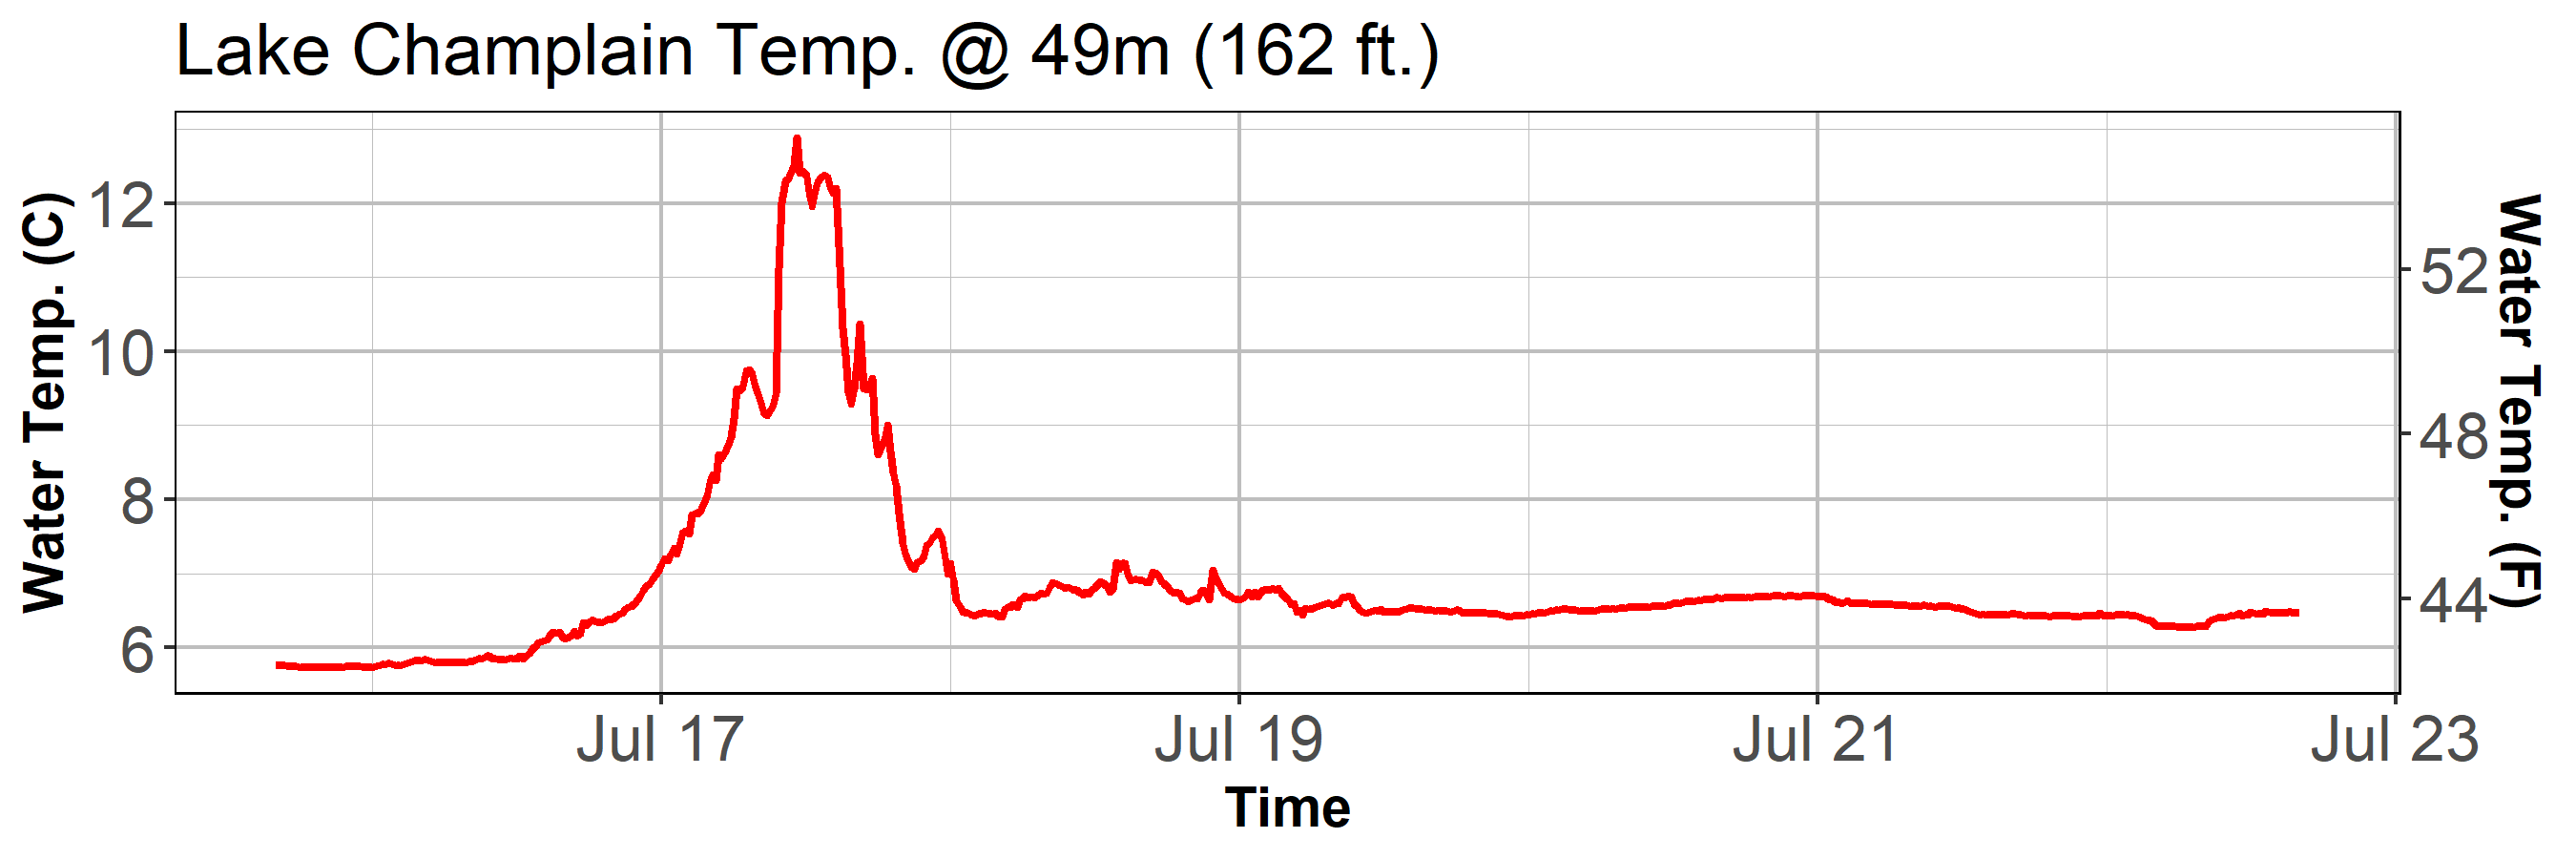 Lake Champlain Temp. @ 49m (162 ft.)
Water Temp. (C)
12
10
8
6
52
48
44
Water Temp. (F)
Jul 17
Jul 19
Jul 21
Jul 23
Time